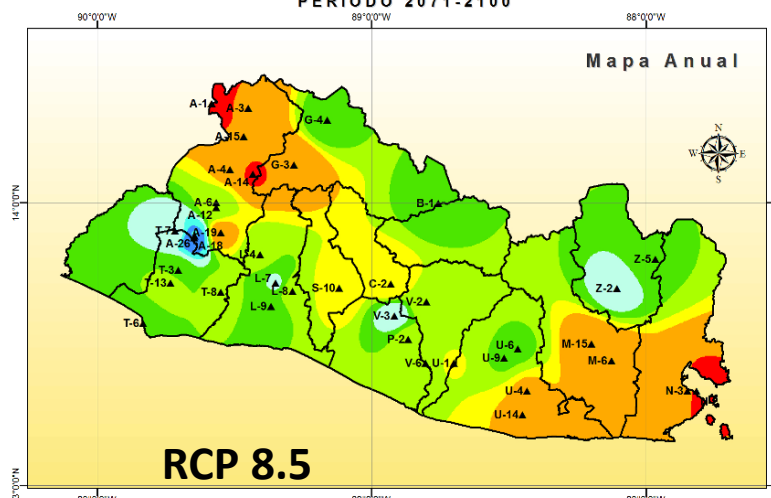 PERIODO 2071-2100
90°0'0"W 89°0'0"W 88°0'0"W
Mapa Anual
N
W E
S
A-1
A-3
G-4
A-15
A-4
G-3
A-14
14°0'0"N
A-6
A-12
B-1
T-7
A-19
A-26
A-18
Z-5
T-3
L-7
L-8
S-10
C-2
Z-2
T-8
V-2
L-9
V-3
T-6
P-2
M-15
U-6
U-9
M-6
V-6
U-1
U-4
N-3
U-14
RCP 8.5